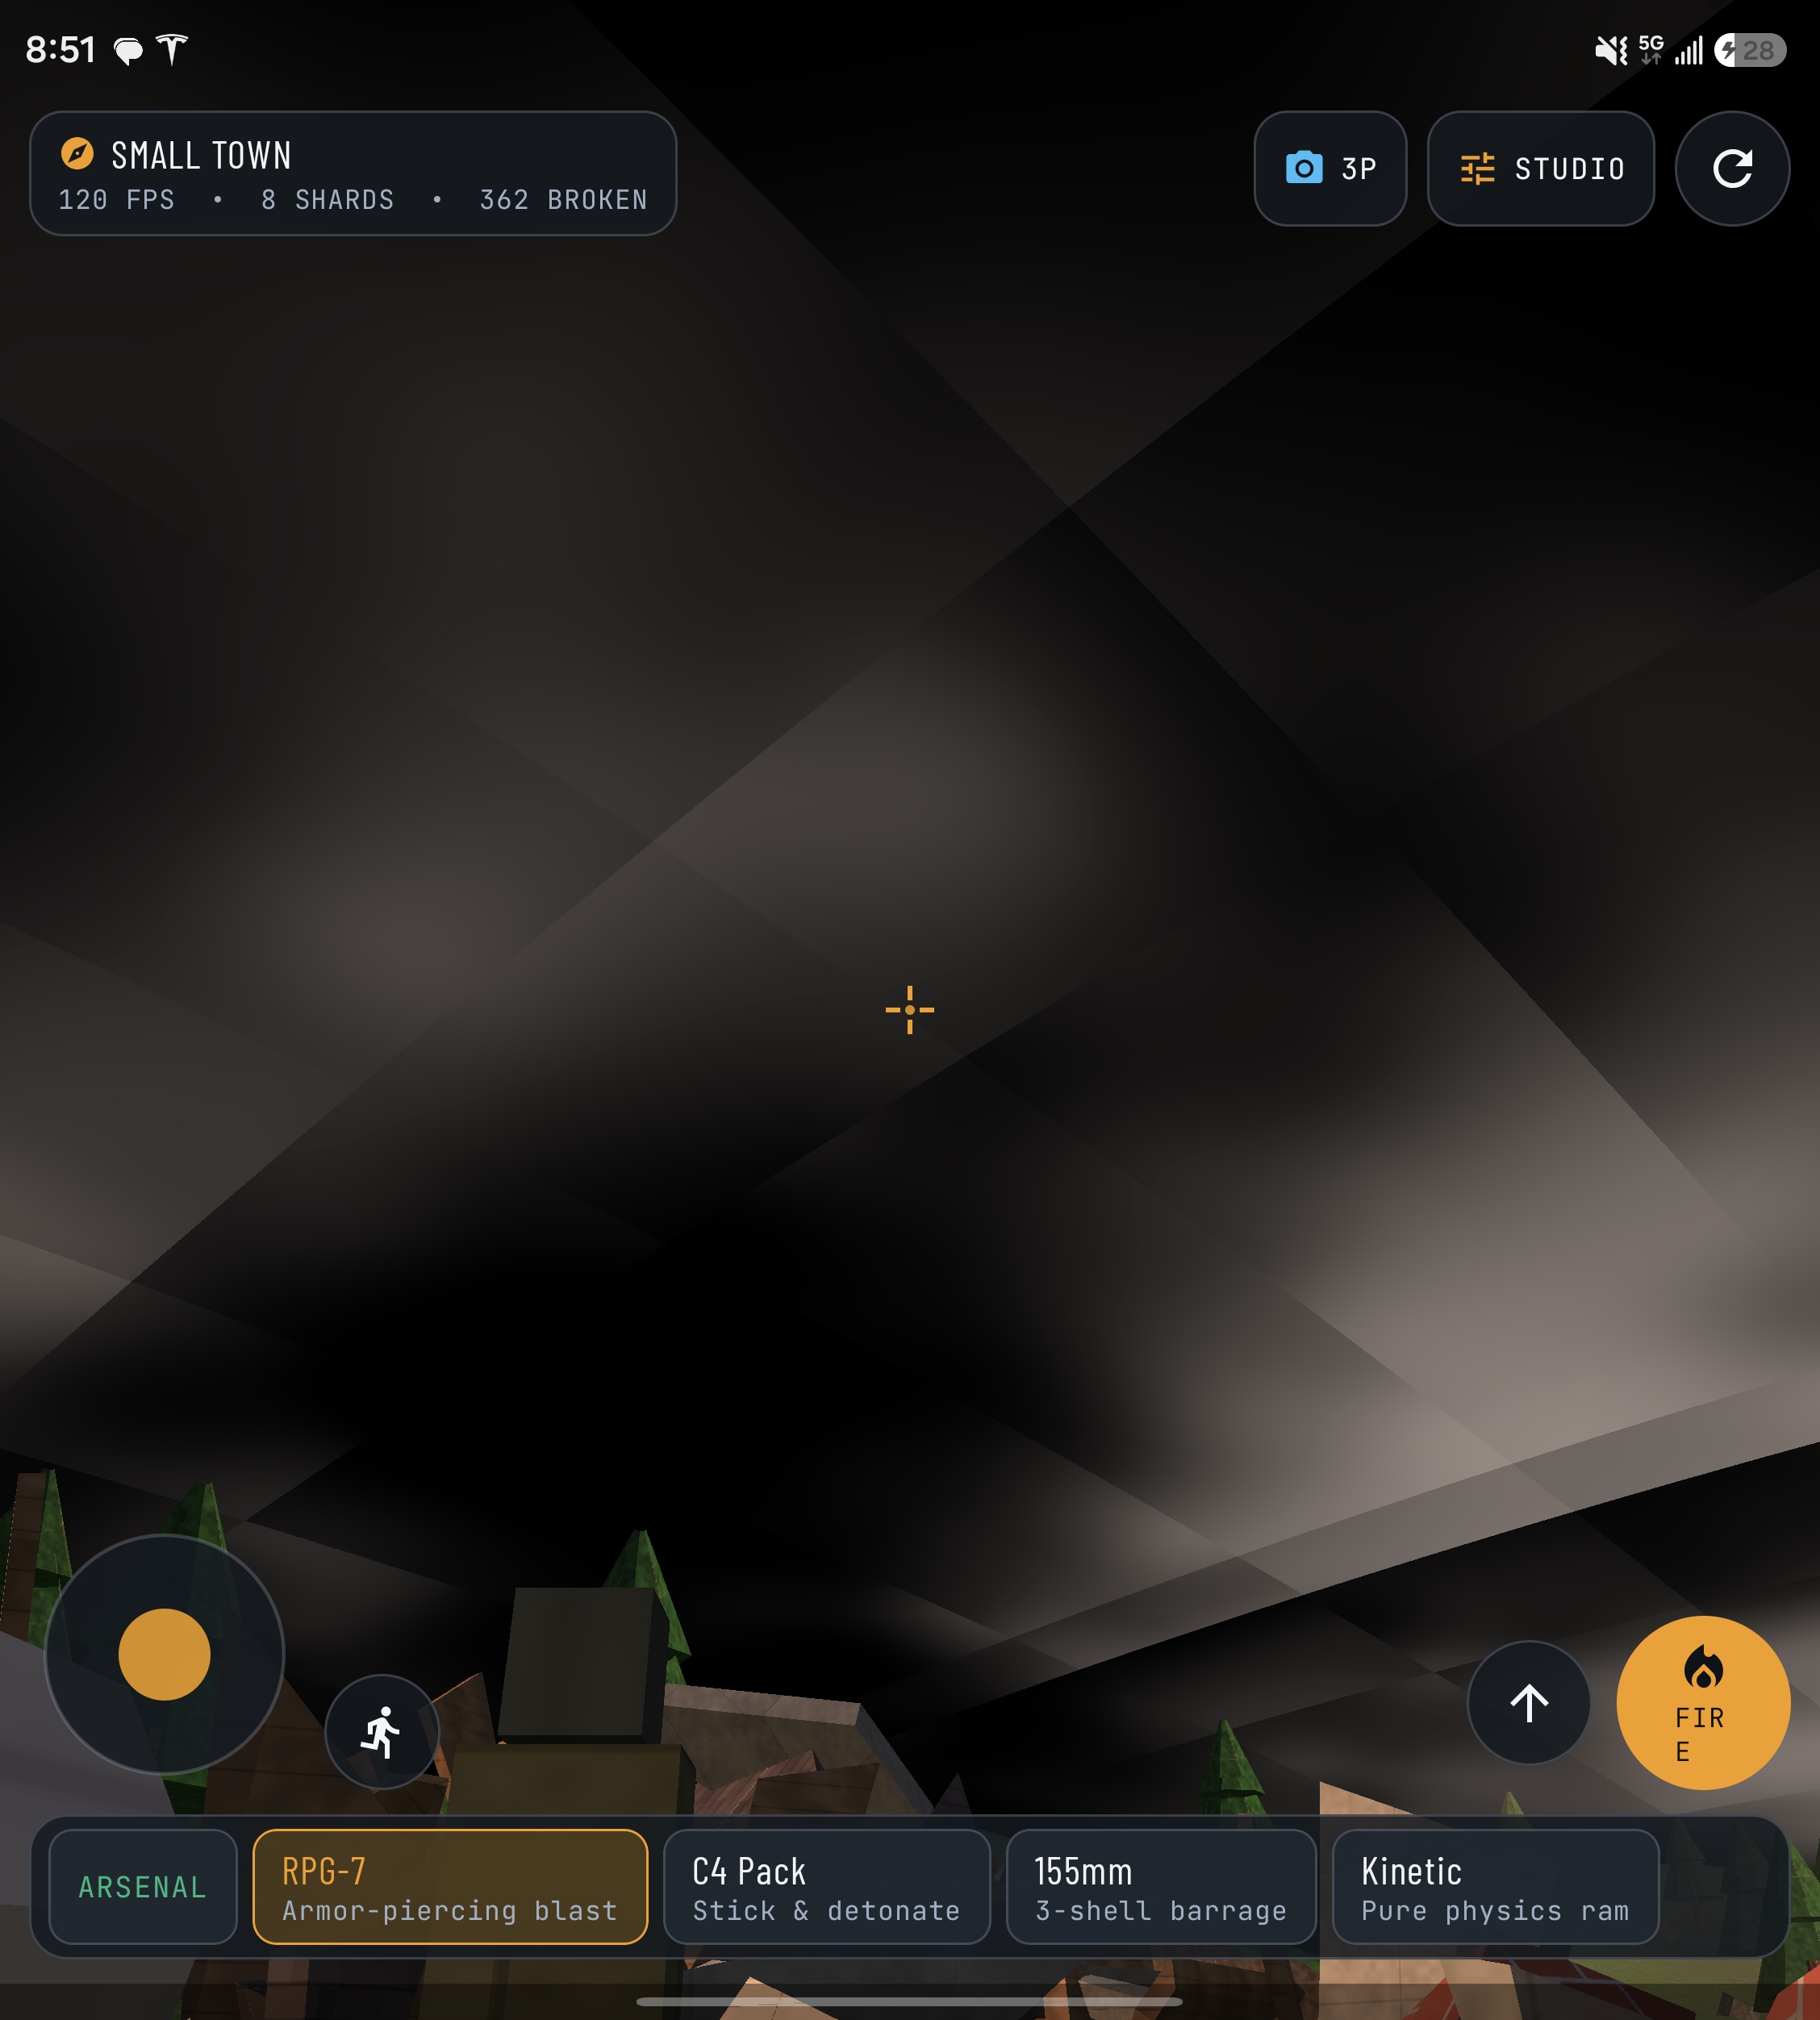 8:51
5G
28
SMALL TOWN
120 FPS • 8 SHARDS • 362 BROKEN
3P
STUDIO
FIR
E
ARSENAL
RPG-7
Armor-piercing blast
C4 Pack
Stick & detonate
155mm
3-shell barrage
Kinetic
Pure physics ram